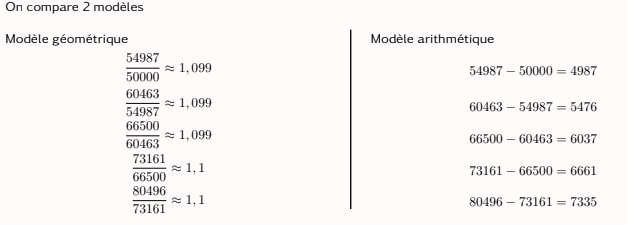 On compare 2 modèles
Modèle géométrique
54987/50000 ≈ 1,099
60463/54987 ≈ 1,099
66500/60463 ≈ 1,099
73161/66500 ≈ 1,1
80496/73161 ≈ 1,1
Modèle arithmétique
54987 − 50000 = 4987
60463 − 54987 = 5476
66500 − 60463 = 6037
73161 − 66500 = 6661
80496 − 73161 = 7335